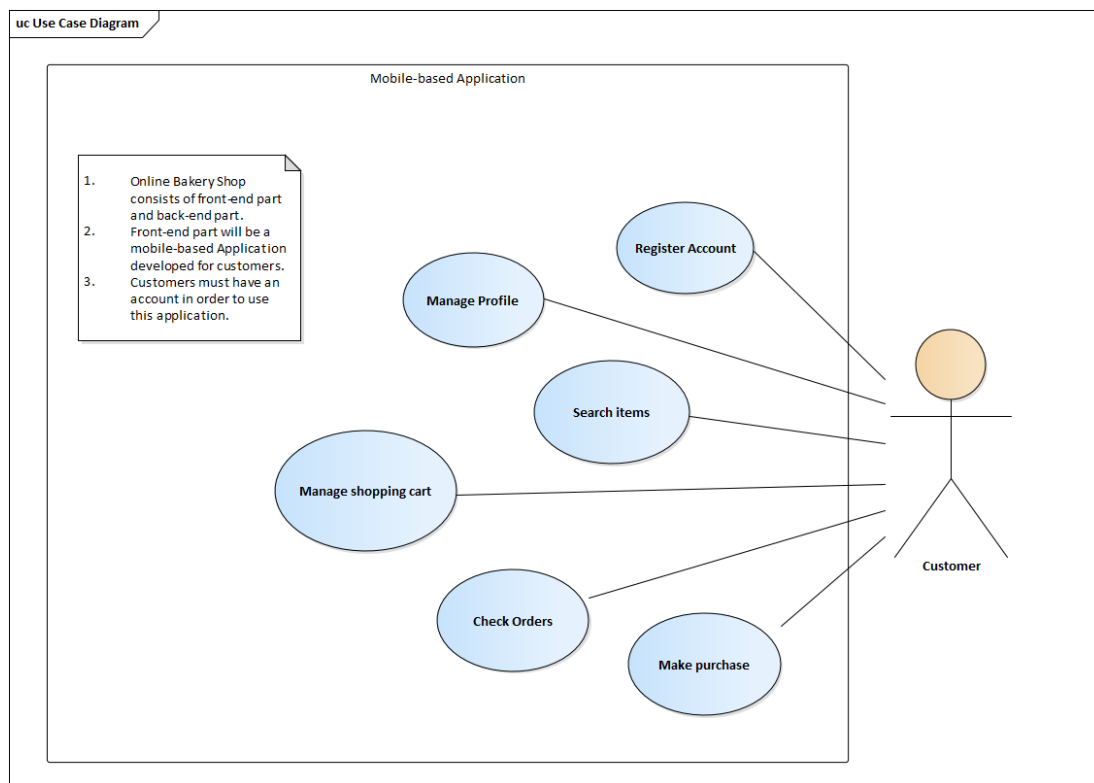 uc Use Case Diagram
Mobile-based Application
1. Online Bakery Shop
consists of front-end part
and back-end part.
2. Front-end part will be a
mobile-based Application
developed for customers.
3. Customers must have an
account in order to use
this application.
Register Account
Manage Profile
Search items
Manage shopping cart
Customer
Check Orders
Make purchase